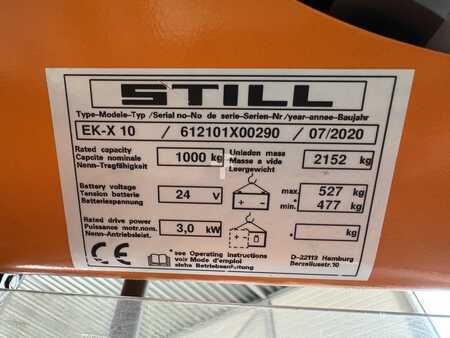 STILL
Type-Modele-Typ /Serial no-No de serie-Serien-Nr /year-annee-Baujahr
EK-X 10 / 612101X00290 / 07/2020
Rated capacity
Capcite nominale
Nenn-Tragfähigkeit
1000 kg
Unladen mass
Masse a vide
Leergewicht
2152 kg
Battery voltage
Tension batterie
Batteriespannung
24 V
max. 527 kg
min. 477 kg
Rated drive power
Puissance motr.nom.
Nenn-Antriebsleist.
3,0 kW
* kg
CE
*see Operating instructions
voir Mode d'emploi
siehe Betriebsanleitung
D-22113 Hamburg
Berzeliusstr.10